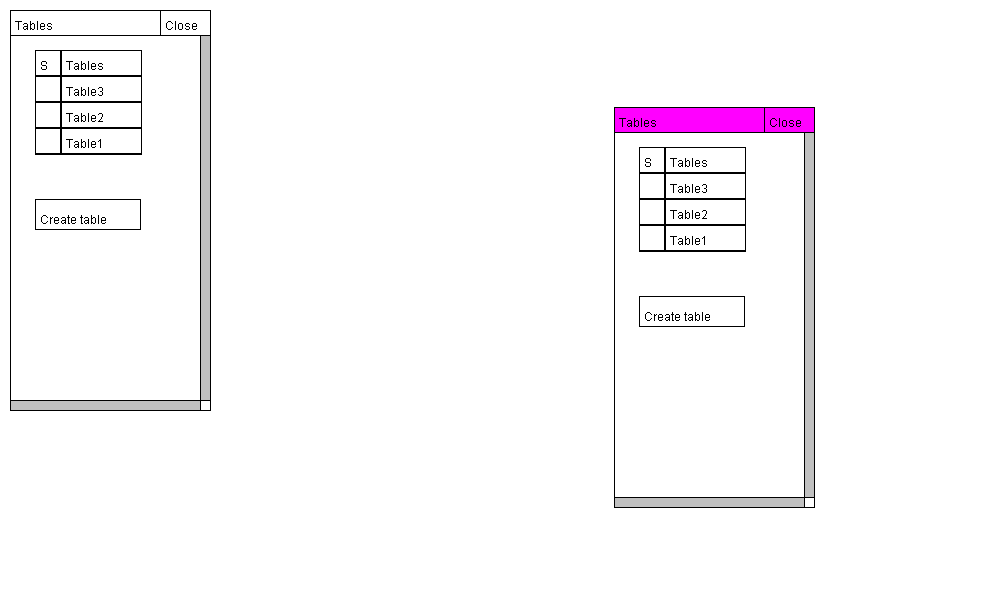 Tables Close
S Tables
Table3
Table2
Table1
Create table
Tables Close
S Tables
Table3
Table2
Table1
Create table